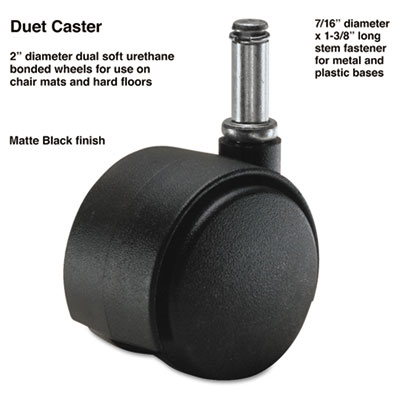 Duet Caster
2” diameter dual soft urethane
bonded wheels for use on
chair mats and hard floors
Matte Black finish
7/16” diameter
x 1-3/8” long
stem fastener
for metal and
plastic bases